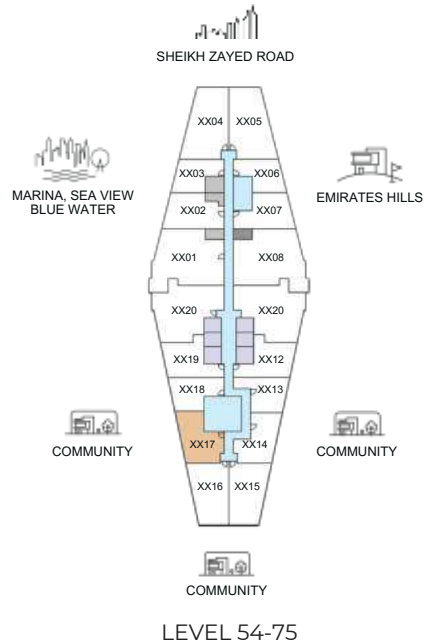 SHEIKH ZAYED ROAD
XX04 XX05
XX03 XX06
MARINA, SEA VIEW
BLUE WATER
EMIRATES HILLS
XX02 XX07
XX01 XX08
XX20 XX20
XX19 XX12
XX18 XX13
COMMUNITY
XX17 XX14
COMMUNITY
XX16 XX15
COMMUNITY
LEVEL 54-75